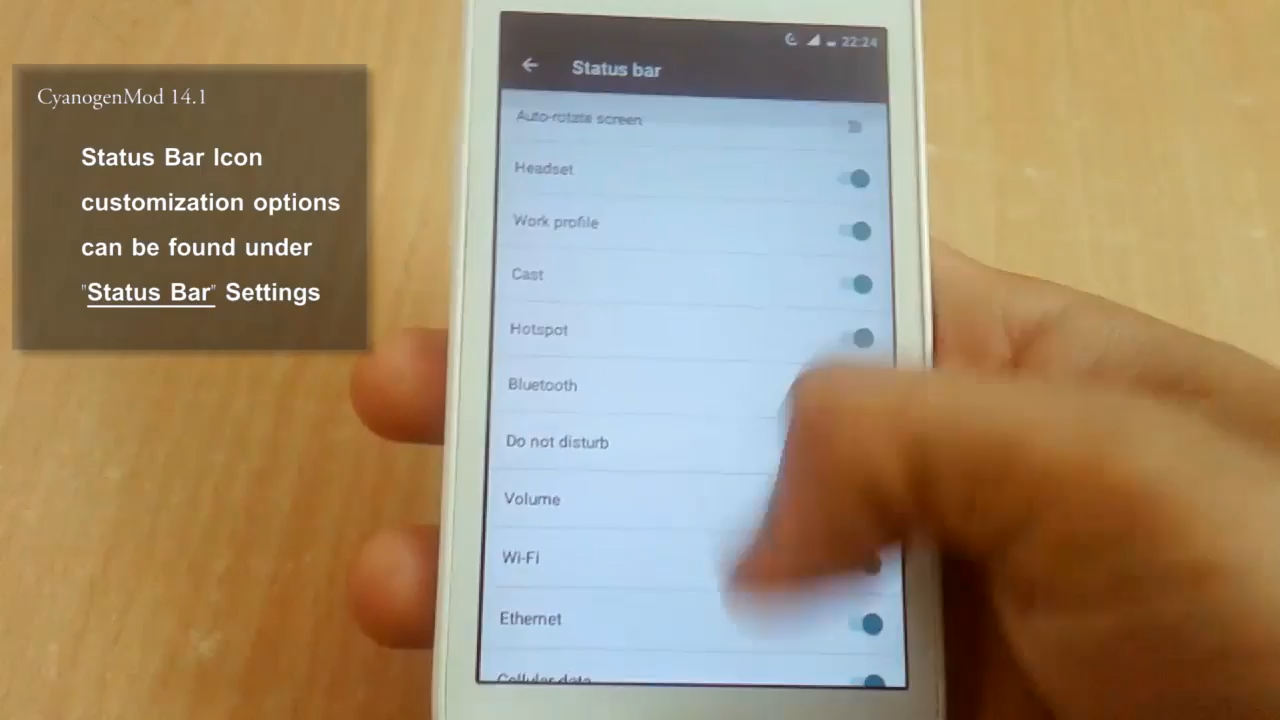 CyanogenMod 14.1
Status Bar Icon
customization options
can be found under
"Status Bar" Settings
22:24
Status bar
Auto-rotate screen
Headset
Work profile
Cast
Hotspot
Bluetooth
Do not disturb
Volume
Wi-Fi
Ethernet
Cellular data